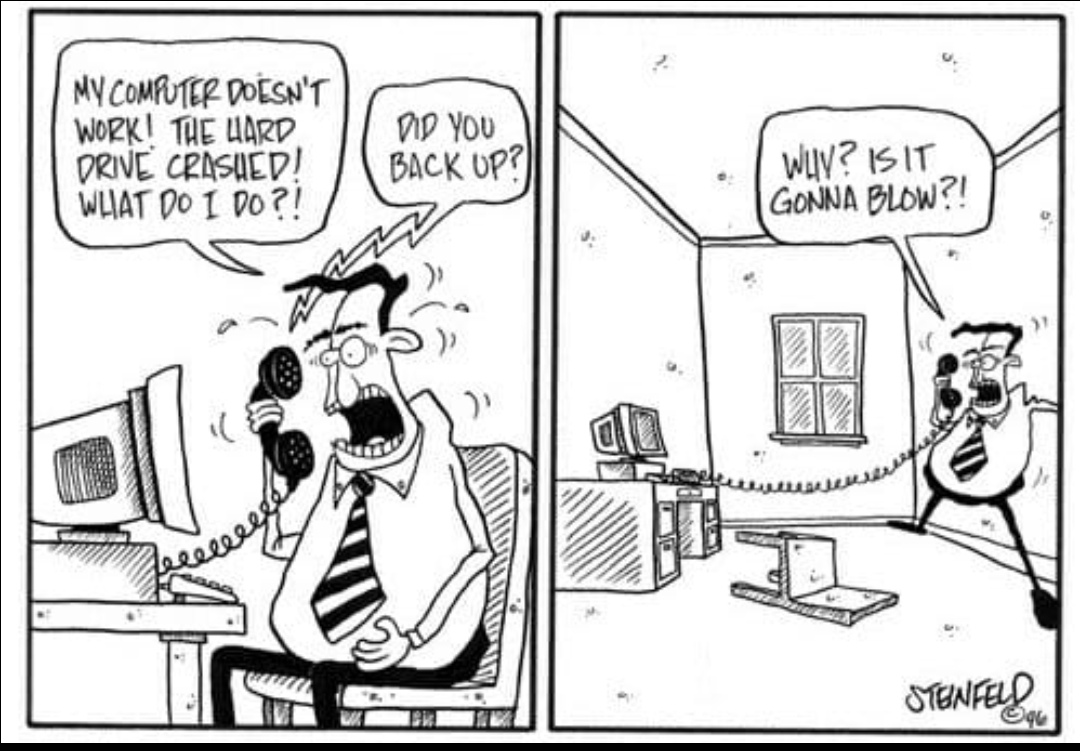 MY COMPUTER DOESN'T
WORK! THE HARD
DRIVE CRASHED!
WHAT DO I DO?!
DID YOU
BACK UP?
WHY? IS IT
GONNA BLOW?!
STEINFELD
©96